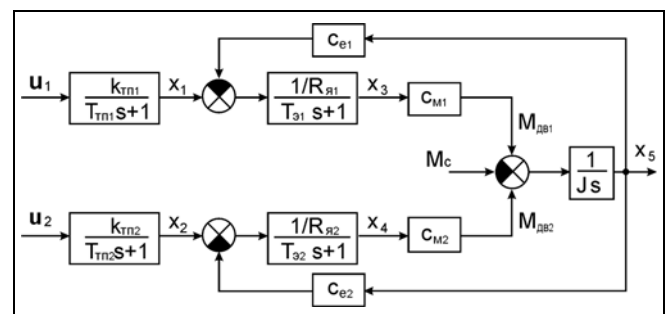 cе1
u1
kтп1
Tтп1s+1
x1
1/Rя1
Tэ1 s+1
x3
cм1
Mдв1
Mс
1
Js
x5
u2
kтп2
Tтп2s+1
x2
1/Rя2
Tэ2 s+1
x4
cм2
Mдв2
cе2